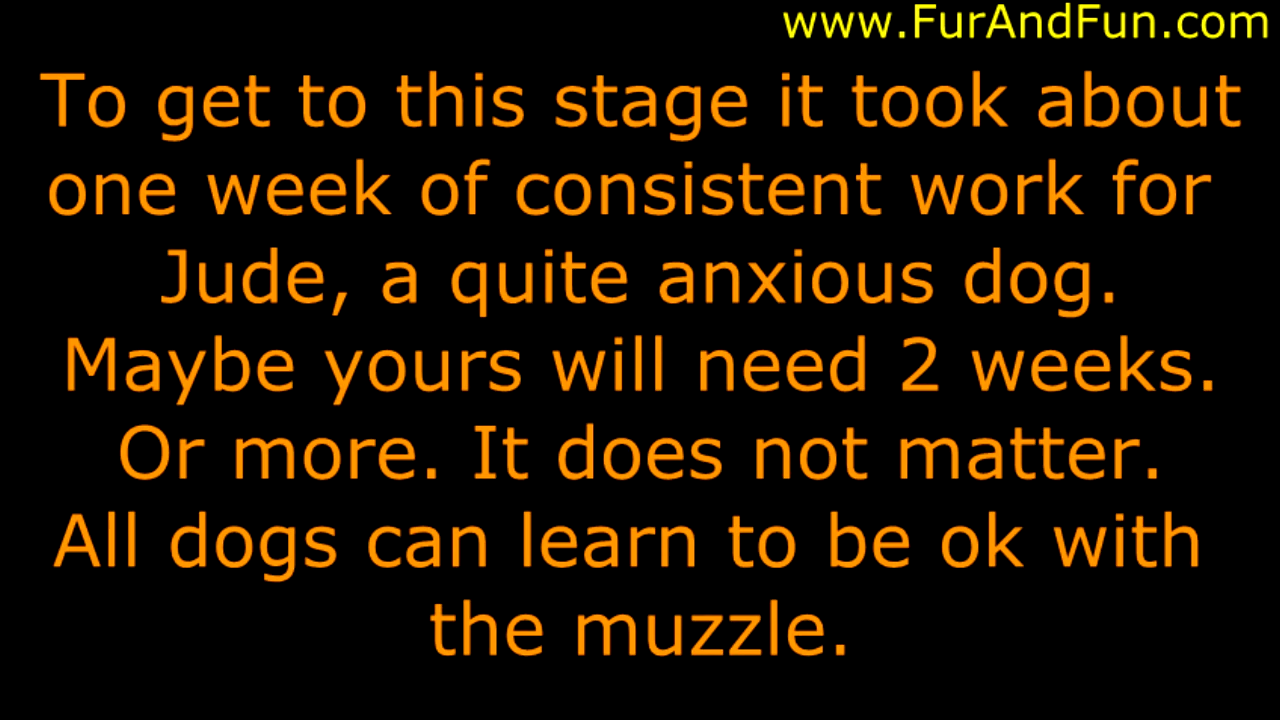 www.FurAndFun.com
To get to this stage it took about
one week of consistent work for
Jude, a quite anxious dog.
Maybe yours will need 2 weeks.
Or more. It does not matter.
All dogs can learn to be ok with
the muzzle.